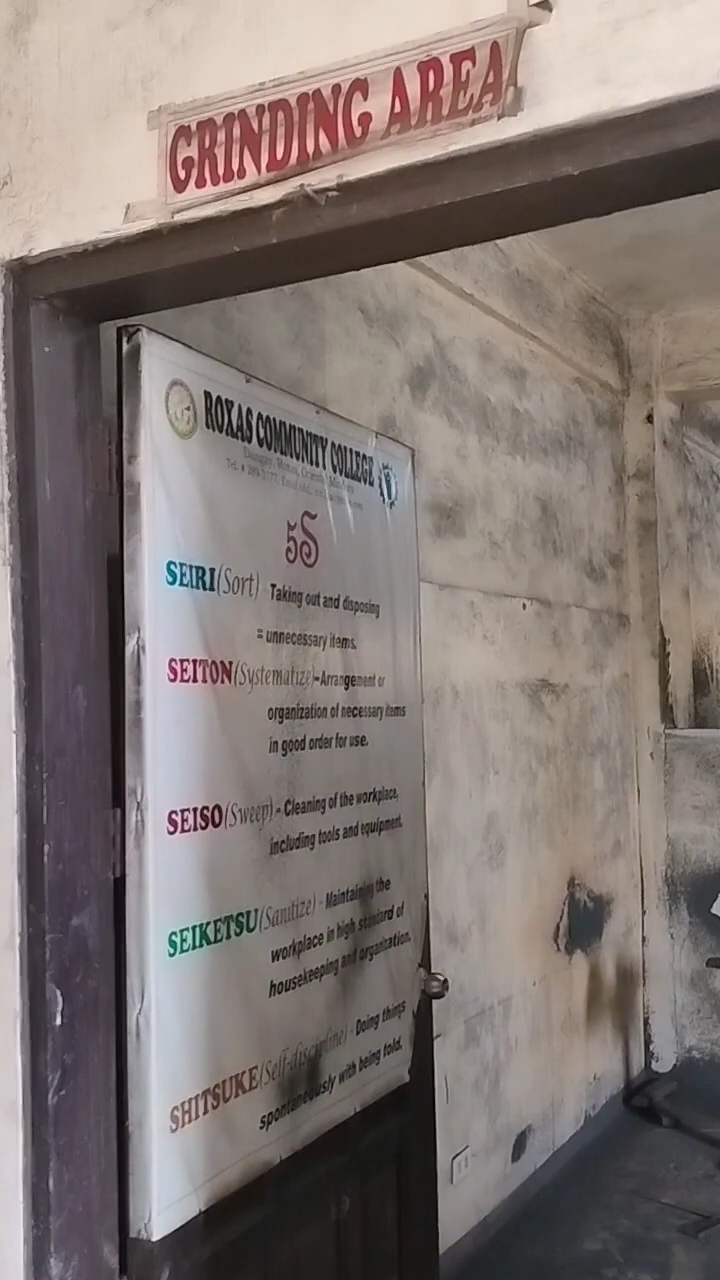 GRINDING AREA
ROXAS COMMUNITY COLLEGE
5S
SEIRI (Sort) - Taking out and disposing
= unnecessary items.
SEITON (Systematize) - Arrangement or
organization of necessary items
in good order for use.
SEISO (Sweep) - Cleaning of the workplace,
including tools and equipment.
SEIKETSU (Sanitize) - Maintaining the
workplace in high standard of
housekeeping and organization.
SHITSUKE (Self-discipline) - Doing things
spontaneously with being told.